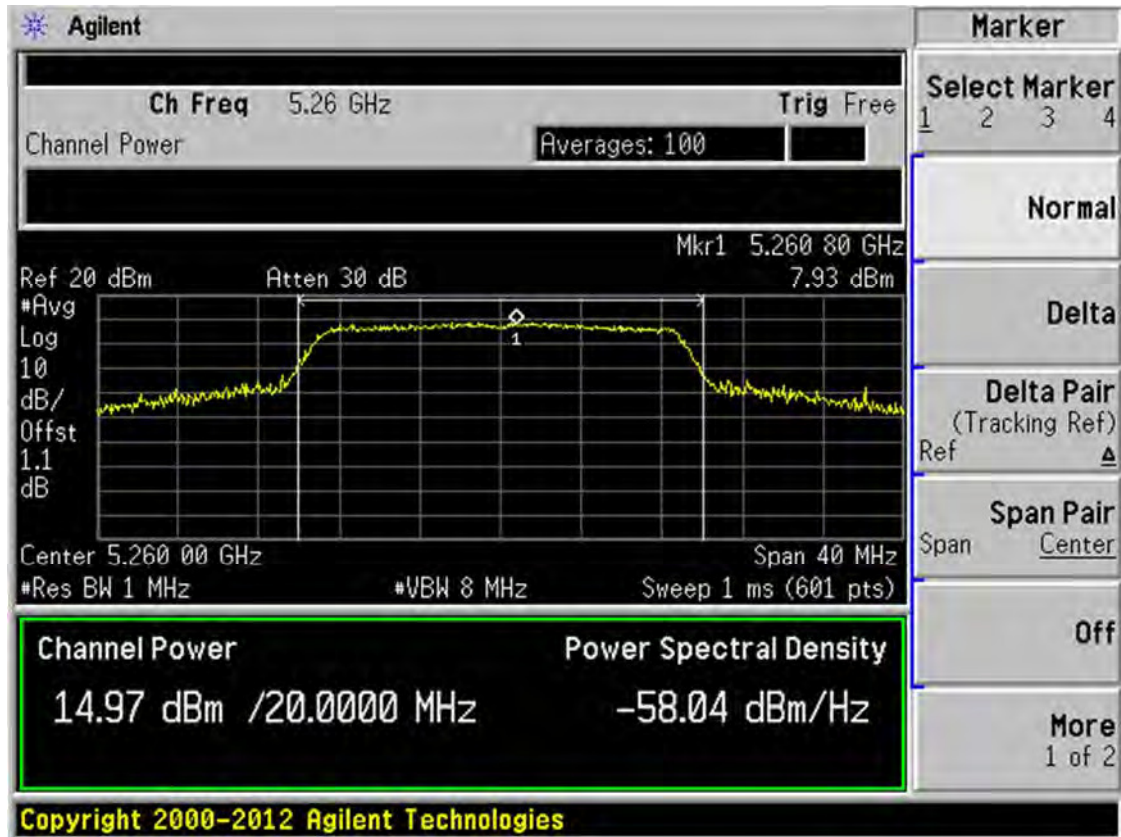 Agilent
Ch Freq 5.26 GHz Trig Free
Channel Power Averages: 100
Mkr1 5.260 80 GHz
Ref 20 dBm Atten 30 dB 7.93 dBm
#Avg
Log
10
dB/
Offst
1.1
dB
1
Center 5.260 00 GHz Span 40 MHz
#Res BW 1 MHz #VBW 8 MHz Sweep 1 ms (601 pts)
Channel Power Power Spectral Density
14.97 dBm /20.0000 MHz -58.04 dBm/Hz
Copyright 2000-2012 Agilent Technologies
Marker
Select Marker
1 2 3 4
Normal
Delta
Delta Pair
(Tracking Ref)
Ref Δ
Span Pair
Span Center
Off
More
1 of 2